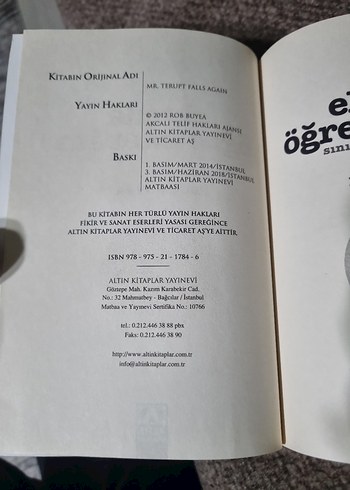 KITABIN ORIJINAL ADI
MR. TERUPT FALLS AGAIN
YAYIN HAKLARI
© 2012 ROB BUYEA
AKCALI TELİF HAKLARI AJANSI
ALTIN KİTAPLAR YAYINEVİ
VE TİCARET AŞ
BASKI
1. BASIM/MART 2014/İSTANBUL
3. BASIM/HAZİRAN 2018/İSTANBUL
ALTIN KİTAPLAR YAYINEVİ
MATBAASI
BU KİTABIN HER TÜRLÜ YAYIN HAKLARI
FİKİR VE SANAT ESERLERİ YASASI GEREĞİNCE
ALTIN KİTAPLAR YAYINEVİ VE TİCARET AŞ'YE AİTTİR.
ISBN 978 - 975 - 21 - 1784 - 6
ALTIN KİTAPLAR YAYINEVİ
Göztepe Mah. Kazım Karabekir Cad.
No.: 32 Mahmutbey - Bağcılar / İstanbul
Matbaa ve Yayınevi Sertifika No.: 10766
tel.: 0.212.446 38 88 pbx
Faks: 0.212.446 38 90
http://www.altinkitaplar.com.tr
info@altinkitaplar.com.tr
öğre
sını